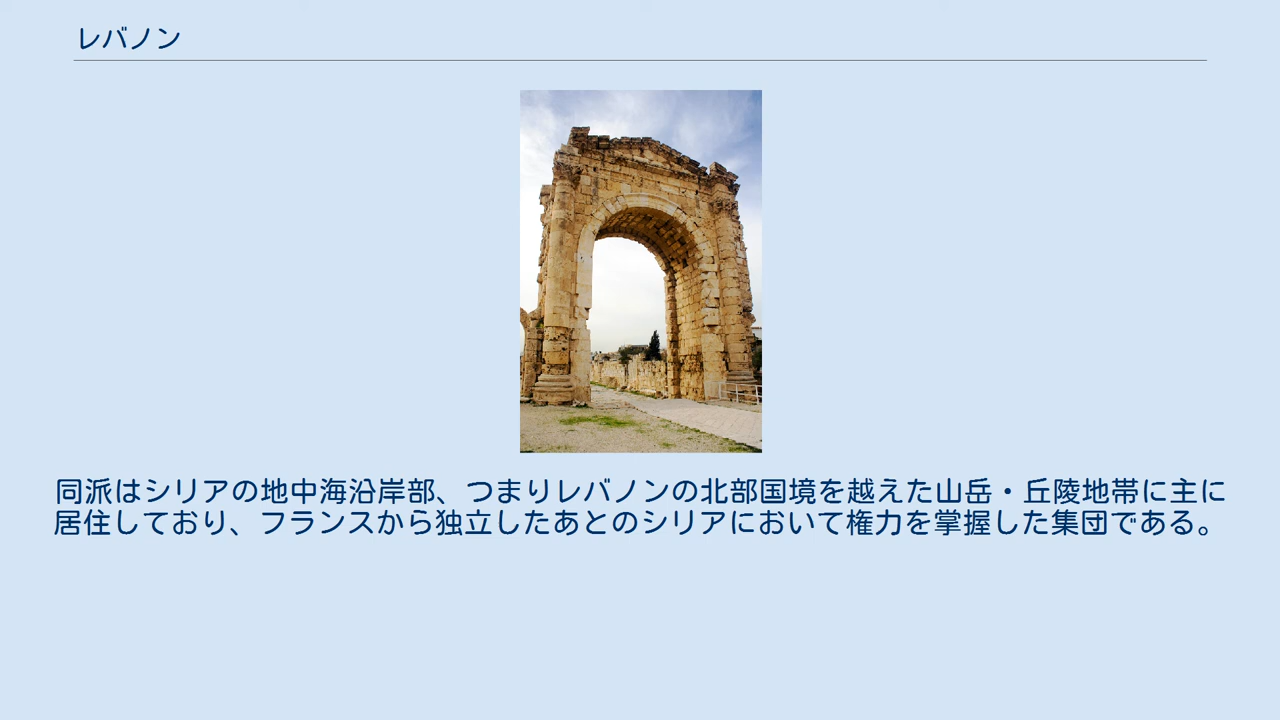 レバノン
同派はシリアの地中海沿岸部、つまりレバノンの北部国境を越えた山岳・丘陵地帯に主に
居住しており、フランスから独立したあとのシリアにおいて権力を掌握した集団である。